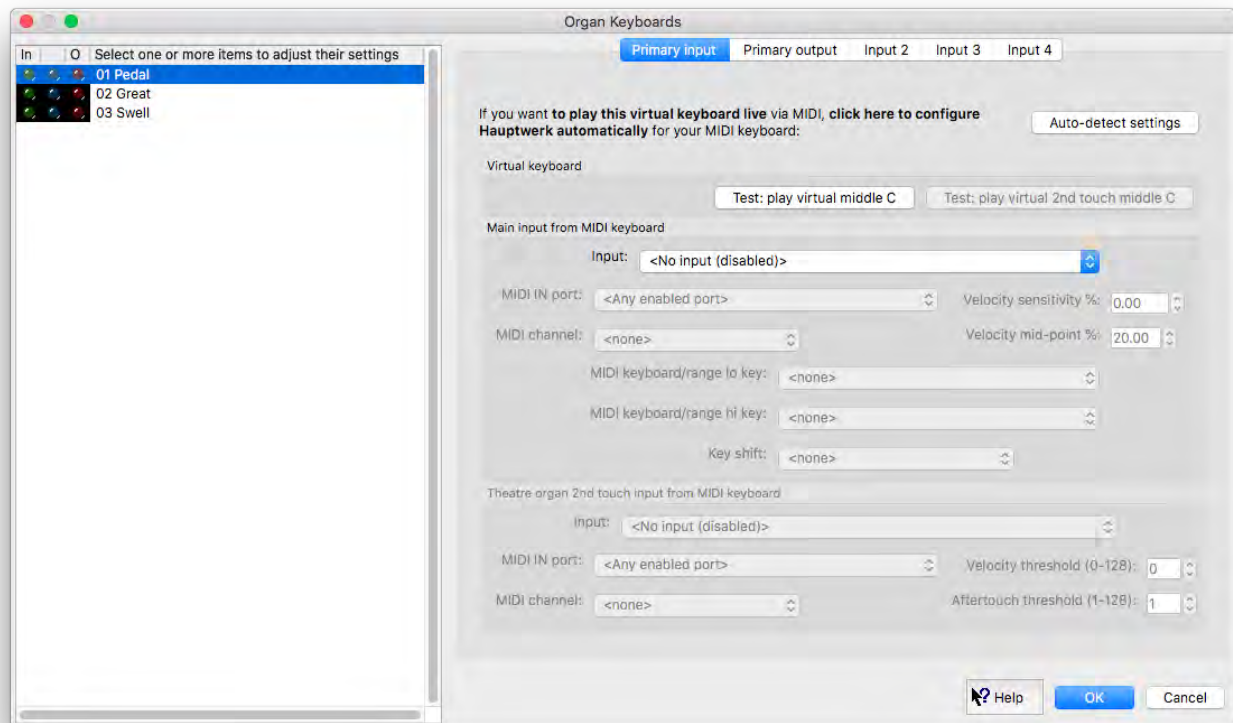 Organ Keyboards
In O Select one or more items to adjust their settings
01 Pedal
02 Great
03 Swell
Primary input Primary output Input 2 Input 3 Input 4
If you want to play this virtual keyboard live via MIDI, click here to configure
Hauptwerk automatically for your MIDI keyboard:
Auto-detect settings
Virtual keyboard
Test: play virtual middle C Test: play virtual 2nd touch middle C
Main input from MIDI keyboard
Input: <No input (disabled)>
MIDI IN port: <Any enabled port> Velocity sensitivity %: 0.00
MIDI channel: <none> Velocity mid-point %: 20.00
MIDI keyboard/range lo key: <none>
MIDI keyboard/range hi key: <none>
Key shift: <none>
Theatre organ 2nd touch input from MIDI keyboard
Input: <No input (disabled)>
MIDI IN port: <Any enabled port> Velocity threshold (0-128): 0
MIDI channel: <none> Aftertouch threshold (1-128): 1
? Help OK Cancel